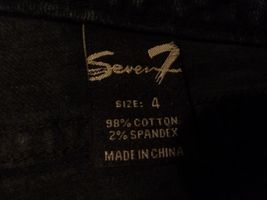 Seven7
SIZE: 4
98% COTTON
2% SPANDEX
MADE IN CHINA